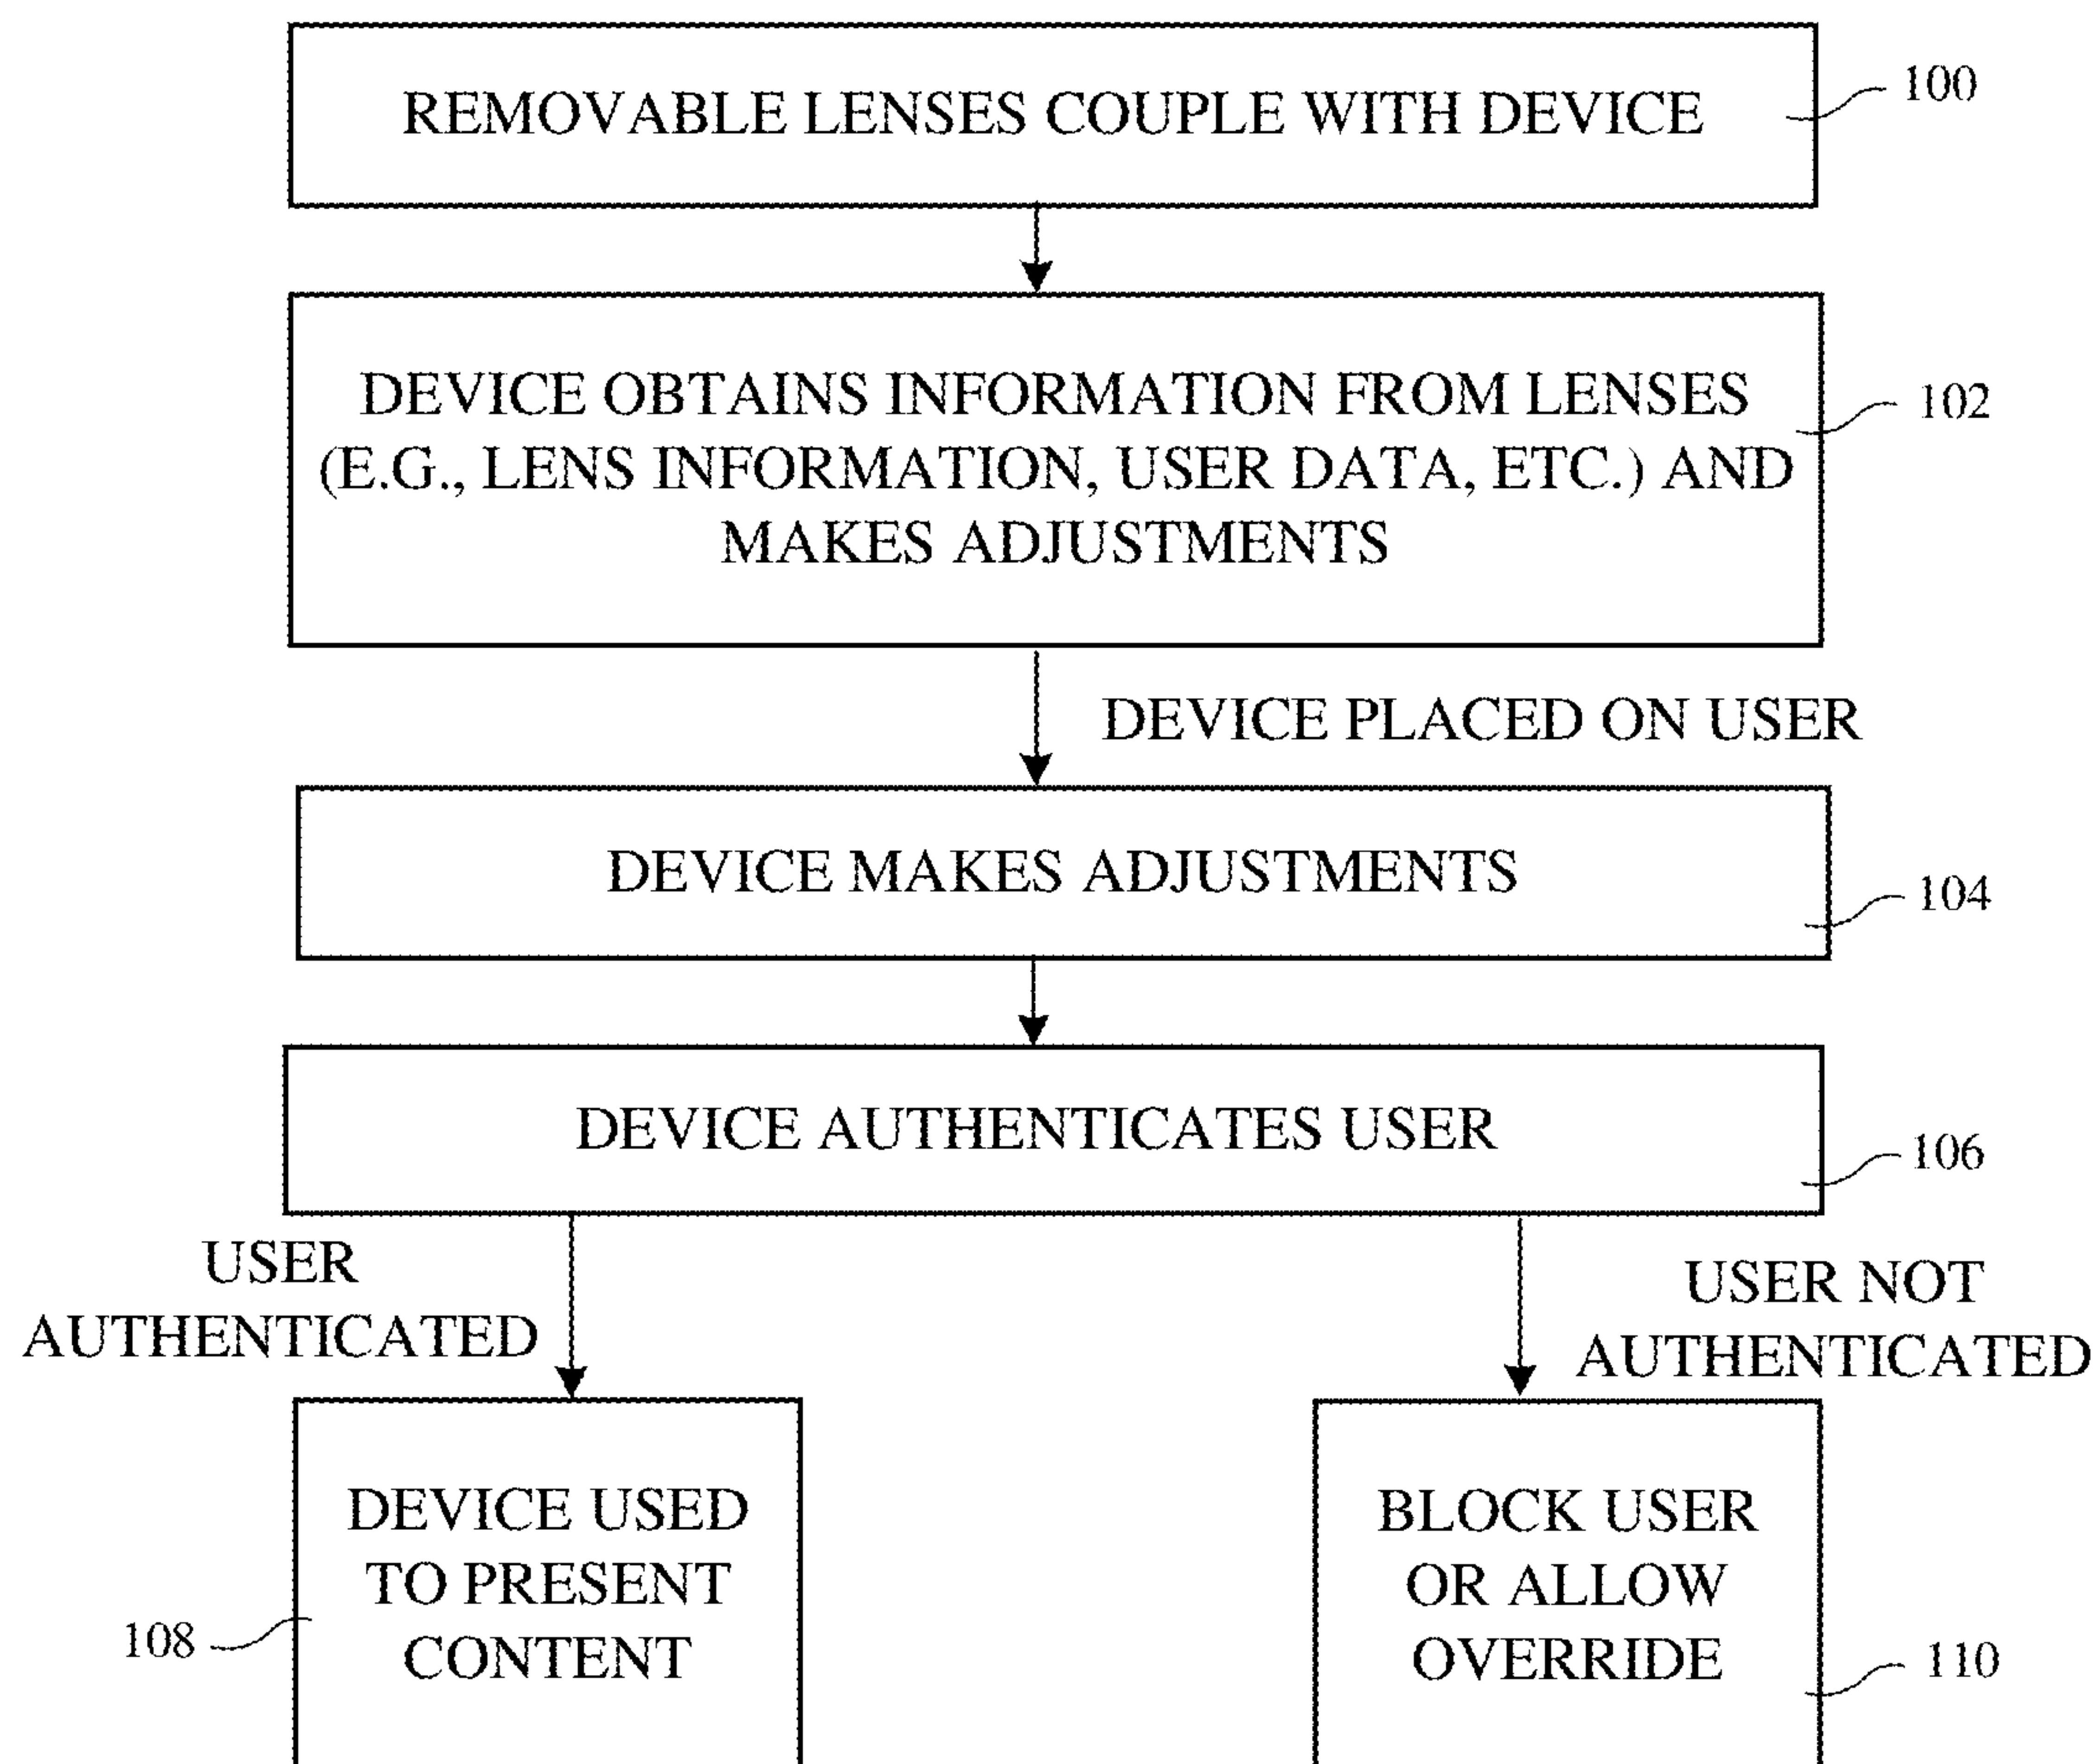 REMOVABLE LENSES COUPLE WITH DEVICE
100
DEVICE OBTAINS INFORMATION FROM LENSES
(E.G., LENS INFORMATION, USER DATA, ETC.) AND
MAKES ADJUSTMENTS
102
DEVICE PLACED ON USER
DEVICE MAKES ADJUSTMENTS
104
DEVICE AUTHENTICATES USER
106
USER
AUTHENTICATED
USER NOT
AUTHENTICATED
DEVICE USED
TO PRESENT
CONTENT
108
BLOCK USER
OR ALLOW
OVERRIDE
110